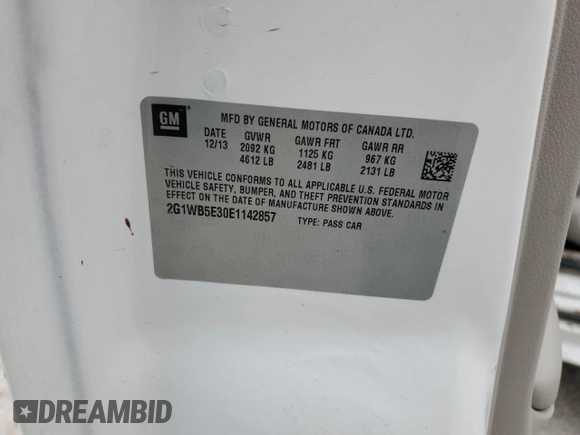 GM
MFD BY GENERAL MOTORS OF CANADA LTD.
DATE GVWR GAWR FRT GAWR RR
12/13 2092 KG 1125 KG 967 KG
4612 LB 2481 LB 2131 LB
THIS VEHICLE CONFORMS TO ALL APPLICABLE U.S. FEDERAL MOTOR
VEHICLE SAFETY, BUMPER, AND THEFT PREVENTION STANDARDS IN
EFFECT ON THE DATE OF MANUFACTURE SHOWN ABOVE.
2G1WB5E30E1142857 TYPE: PASS CAR
DREAMBID